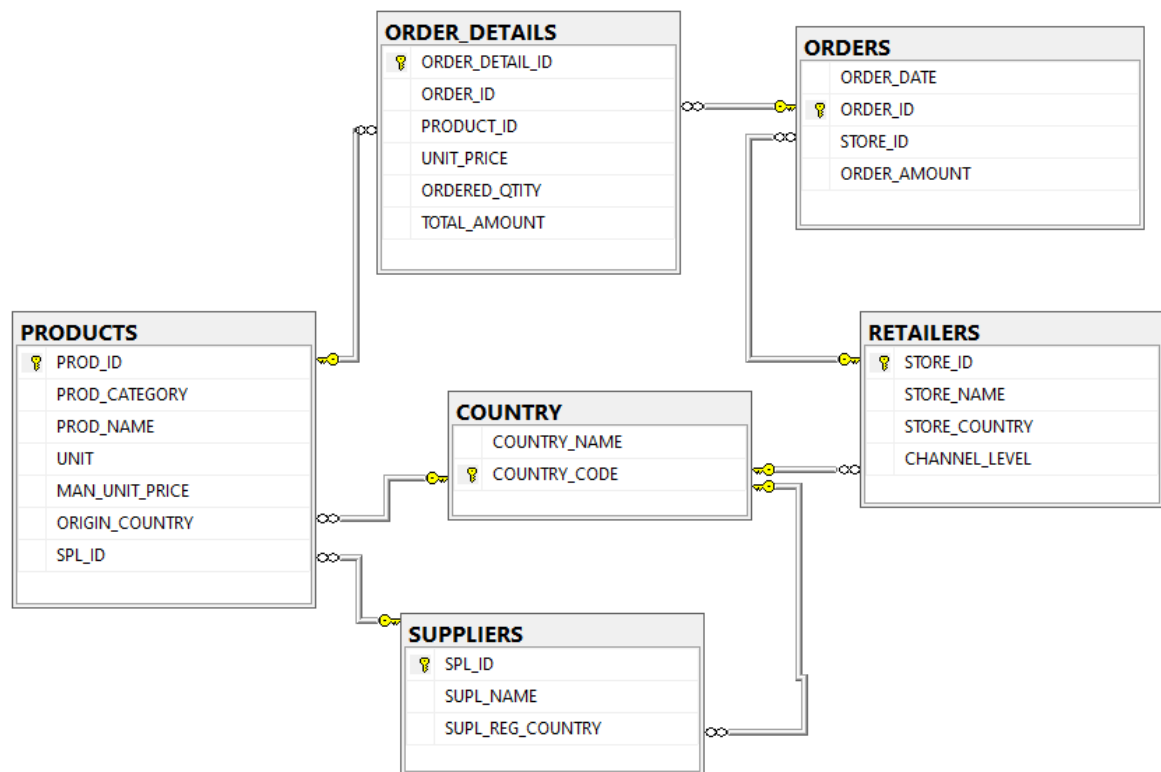 ORDER_DETAILS
ORDER_DETAIL_ID
ORDER_ID
PRODUCT_ID
UNIT_PRICE
ORDERED_QTITY
TOTAL_AMOUNT
ORDERS
ORDER_DATE
ORDER_ID
STORE_ID
ORDER_AMOUNT
PRODUCTS
PROD_ID
PROD_CATEGORY
PROD_NAME
UNIT
MAN_UNIT_PRICE
ORIGIN_COUNTRY
SPL_ID
COUNTRY
COUNTRY_NAME
COUNTRY_CODE
RETAILERS
STORE_ID
STORE_NAME
STORE_COUNTRY
CHANNEL_LEVEL
SUPPLIERS
SPL_ID
SUPL_NAME
SUPL_REG_COUNTRY